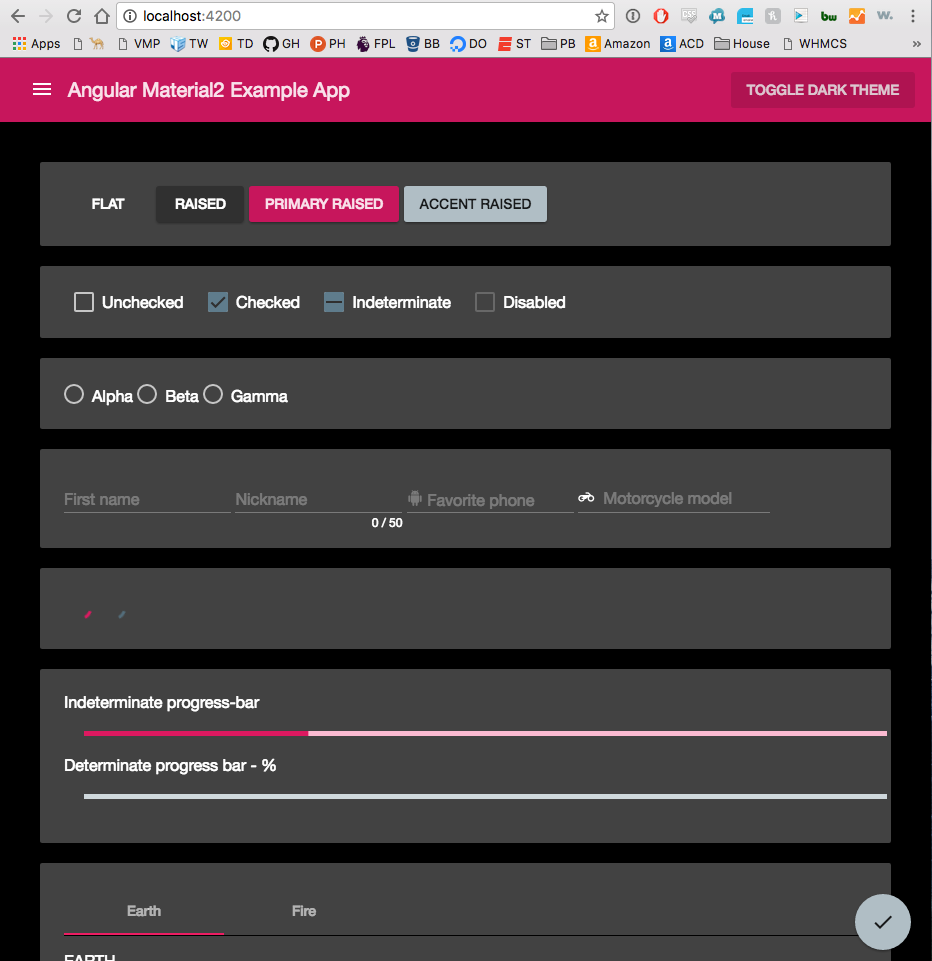 localhost:4200
Apps VMP TW TD GH PH FPL BB DO ST PB Amazon ACD House WHMCS »
Angular Material2 Example App TOGGLE DARK THEME
FLAT RAISED PRIMARY RAISED ACCENT RAISED
Unchecked Checked Indeterminate Disabled
Alpha Beta Gamma
First name Nickname Favorite phone Motorcycle model
0 / 50
Indeterminate progress-bar
Determinate progress bar - %
Earth Fire
EARTH